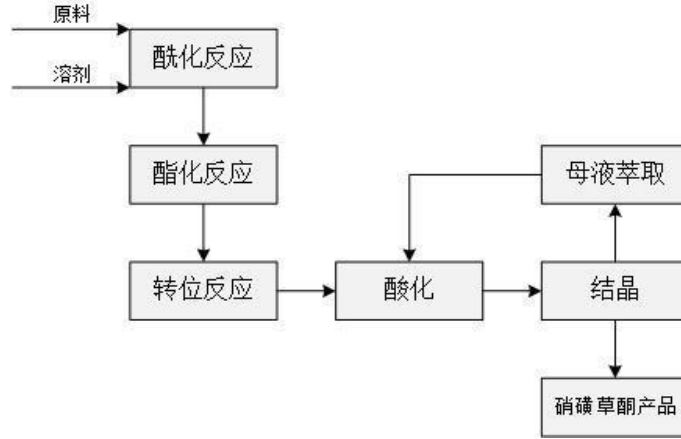 原料
溶剂
酰化反应
酯化反应
母液萃取
转位反应
酸化
结晶
硝磺草酮产品